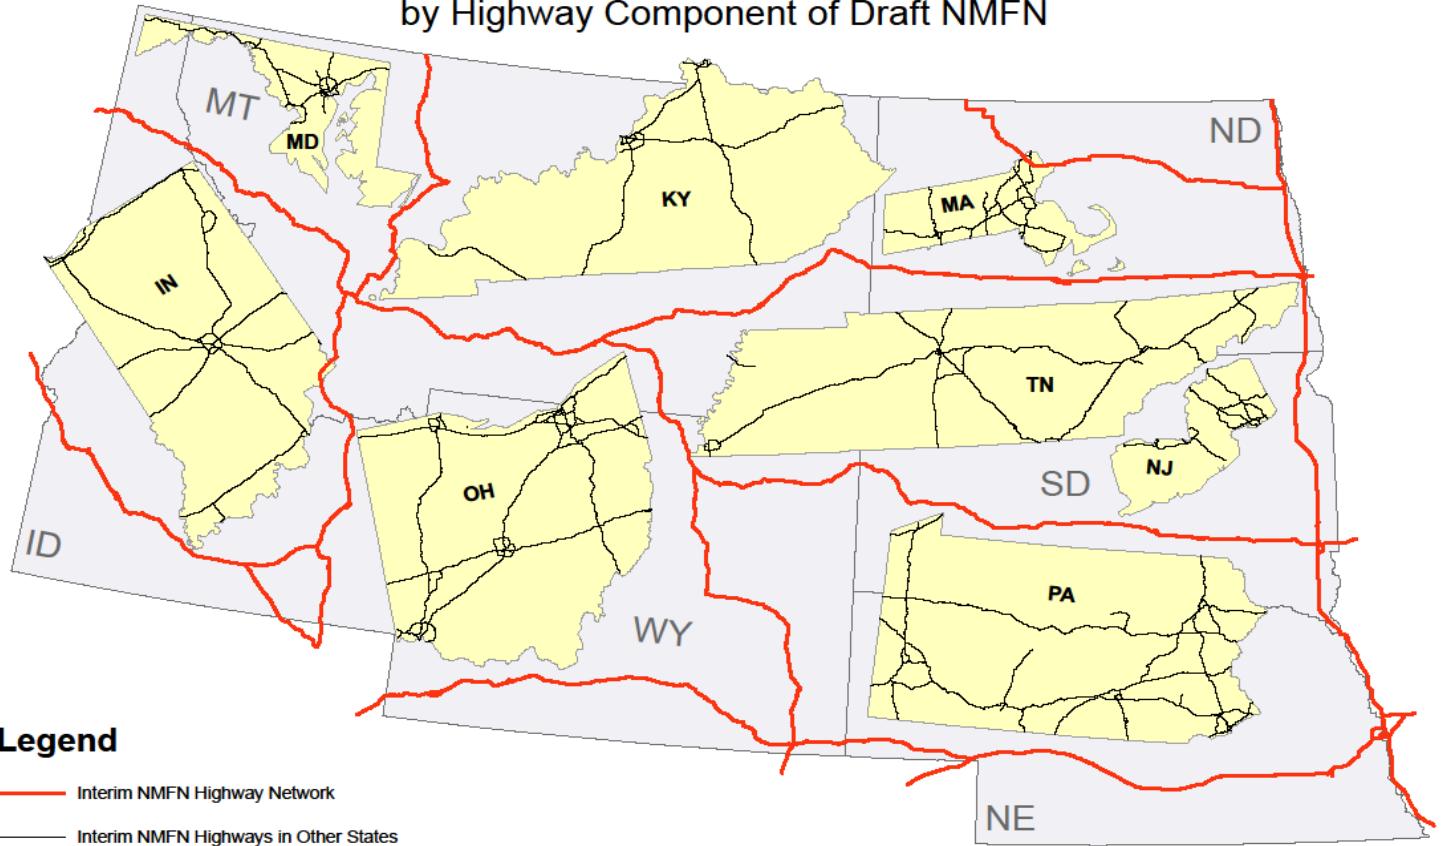 by Highway Component of Draft NMFN
MT
MD
ND
KY
MA
IN
TN
NJ
OH
SD
ID
PA
WY
Legend
Interim NMFN Highway Network
NE
Interim NMFN Highways in Other States